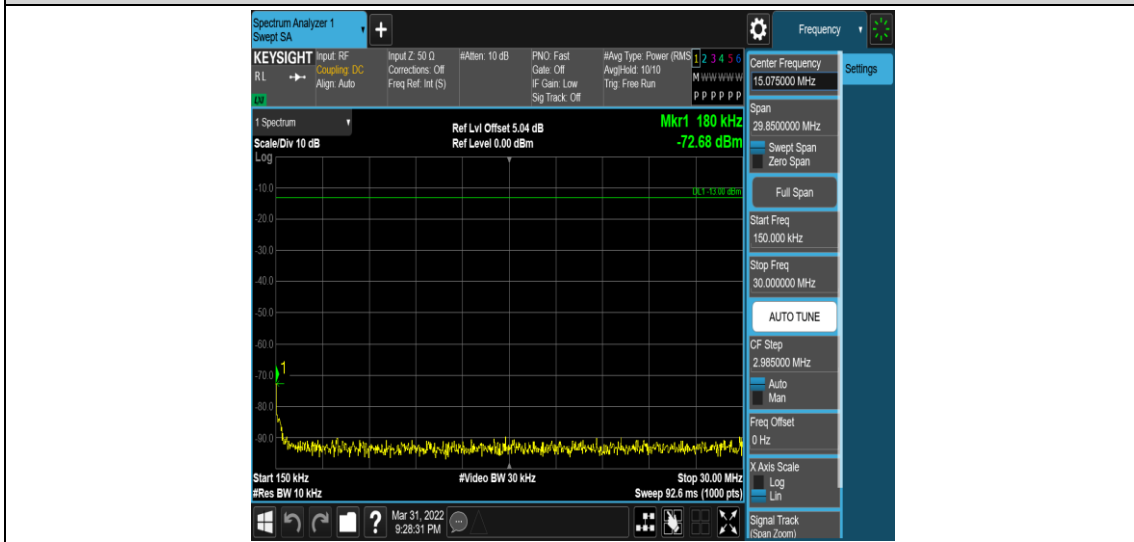 Spectrum Analyzer 1
Swept SA
+
Frequency
KEYSIGHT
RL
LXI
Input: RF
Coupling: DC
Align: Auto
Input Z: 50 Ω
Corrections: Off
Freq Ref: Int (S)
#Atten: 10 dB
PNO: Fast
Gate: Off
IF Gain: Low
Sig Track: Off
#Avg Type: Power (RMS
Avg|Hold: 10/10
Trig: Free Run
1 2 3 4 5 6
M W W W W W
P P P P P P
1 Spectrum
Scale/Div 10 dB
Log
Ref Lvl Offset 5.04 dB
Ref Level 0.00 dBm
Mkr1 180 kHz
-72.68 dBm
DL1 -13.00 dBm
-10.0
-20.0
-30.0
-40.0
-50.0
-60.0
-70.0
-80.0
-90.0
1
Start 150 kHz
#Res BW 10 kHz
#Video BW 30 kHz
Stop 30.00 MHz
Sweep 92.6 ms (1000 pts)
Center Frequency
15.075000 MHz
Settings
Span
29.8500000 MHz
Swept Span
Zero Span
Full Span
Start Freq
150.000 kHz
Stop Freq
30.000000 MHz
AUTO TUNE
CF Step
2.985000 MHz
Auto
Man
Freq Offset
0 Hz
X Axis Scale
Log
Lin
Signal Track
(Span Zoom)
?
Mar 31, 2022
9:28:31 PM